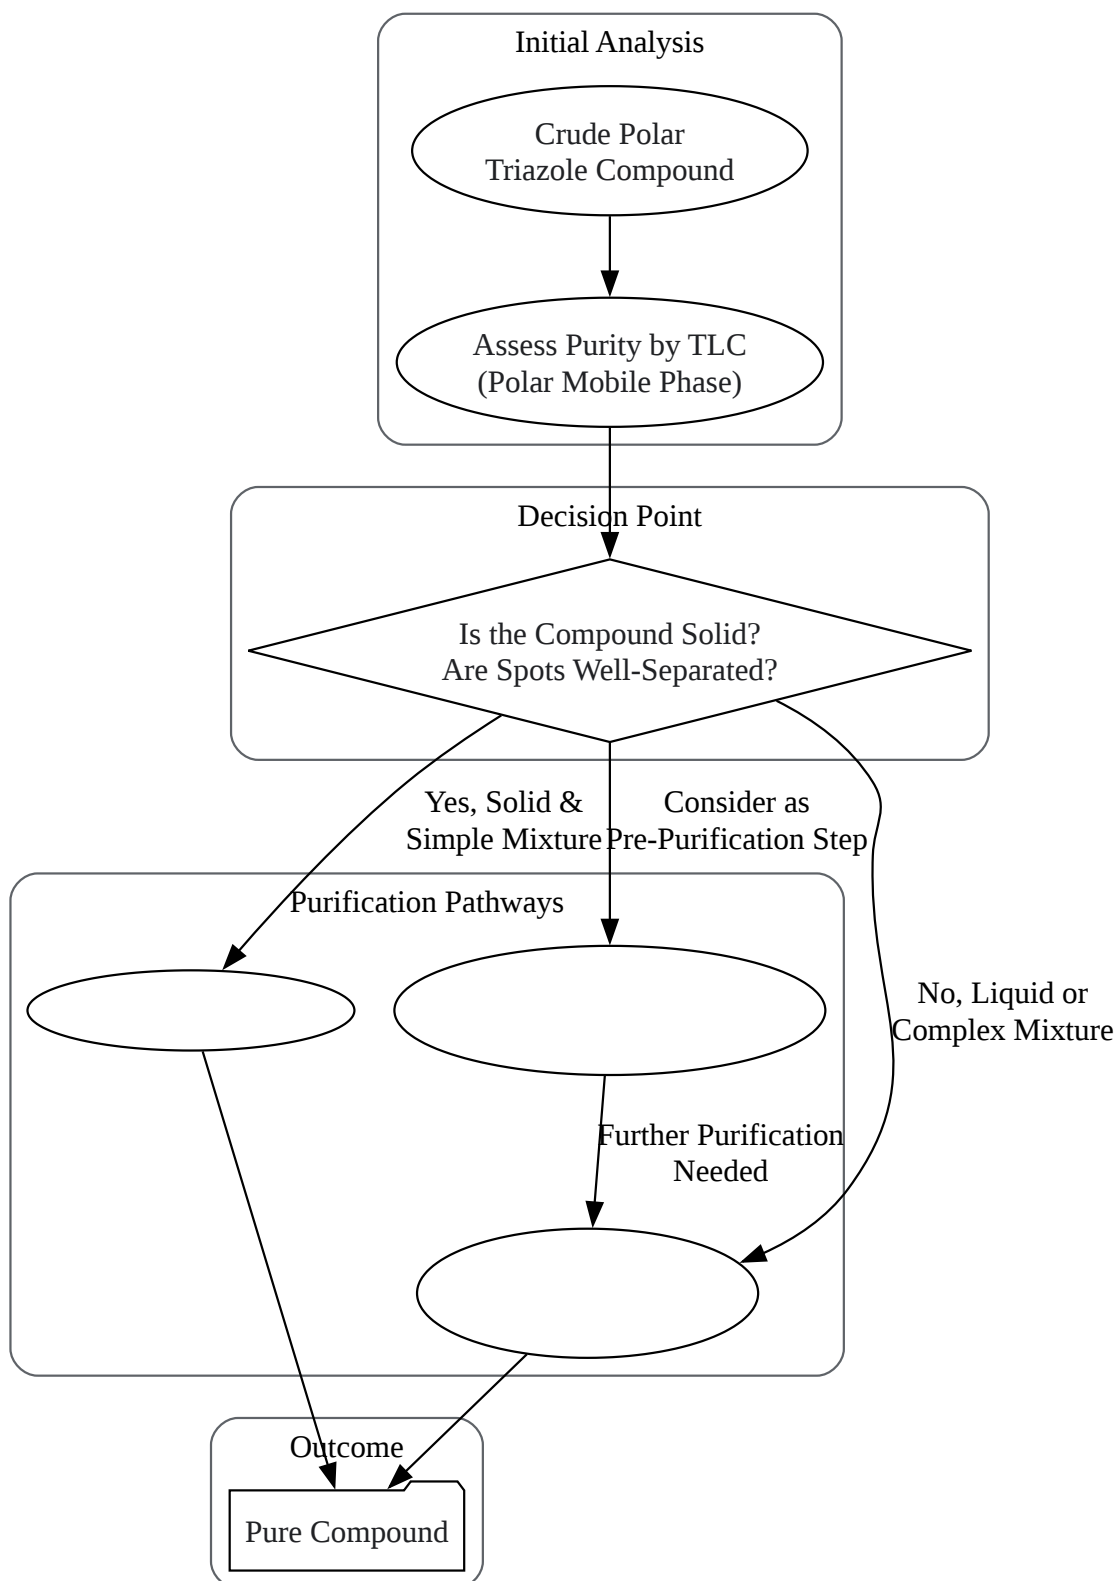 Initial Analysis
Crude Polar
Triazole Compound
Assess Purity by TLC
(Polar Mobile Phase)
Decision Point
Is the Compound Solid?
Are Spots Well-Separated?
Yes, Solid &
Simple Mixture
Consider as
Pre-Purification Step
Purification Pathways
No, Liquid or
Complex Mixture
Further Purification
Needed
Outcome
Pure Compound